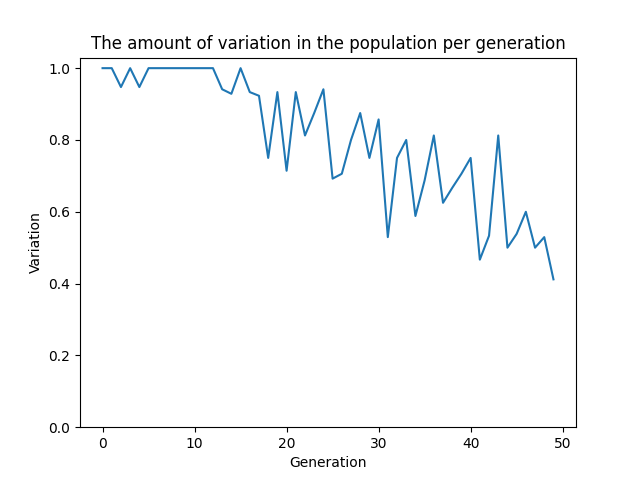 The amount of variation in the population per generation
1.0
0.8
0.6
0.4
0.2
0.0
Variation
0 10 20 30 40 50
Generation